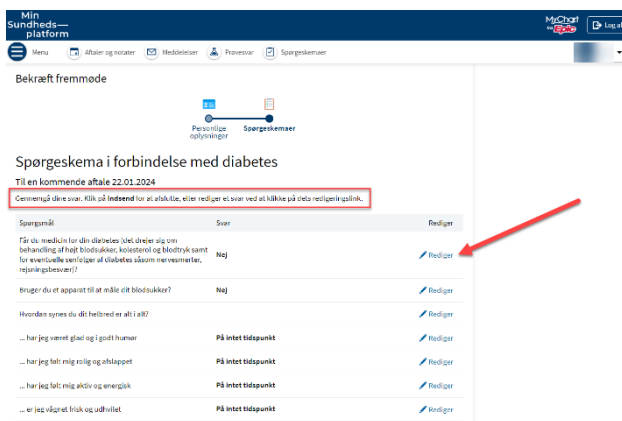 Min
Sundheds—
platform
MyChart
Epic
Log af
Menu
Aftaler og notater
Meddelelser
Prøvesvar
Spørgeskemaer
Bekræft fremmøde
Personlige
oplysninger
Spørgeskemaer
Spørgeskema i forbindelse med diabetes
Til en kommende aftale 22.01.2024
Gennemgå dine svar. Klik på Indsend for at afslutte, eller rediger et svar ved at klikke på dets redigeringslink.
Spørgsmål Svar Rediger
Får du medicin for din diabetes (det drejer sig om
behandling af højt blodsukker, kolesterol og blodtryk samt
for eventuelle senfølger af diabetes såsom nervesmerter,
rejsningsbesvær)?
Nej
Rediger
Bruger du et apparat til at måle dit blodsukker? Nej Rediger
Hvordan synes du dit helbred er alt i alt? Rediger
... har jeg været glad og i godt humør På intet tidspunkt Rediger
... har jeg følt mig rolig og afslappet På intet tidspunkt Rediger
... har jeg følt mig aktiv og energisk På intet tidspunkt Rediger
... er jeg vågnet frisk og udhvilet På intet tidspunkt Rediger